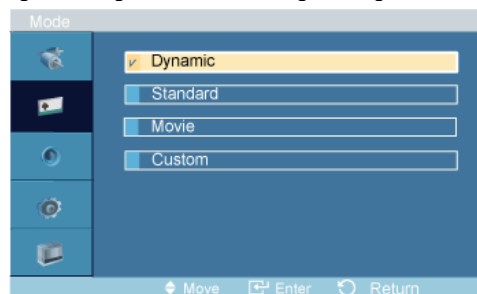 Mode
Dynamic
Standard
Movie
Custom
Move Enter Return